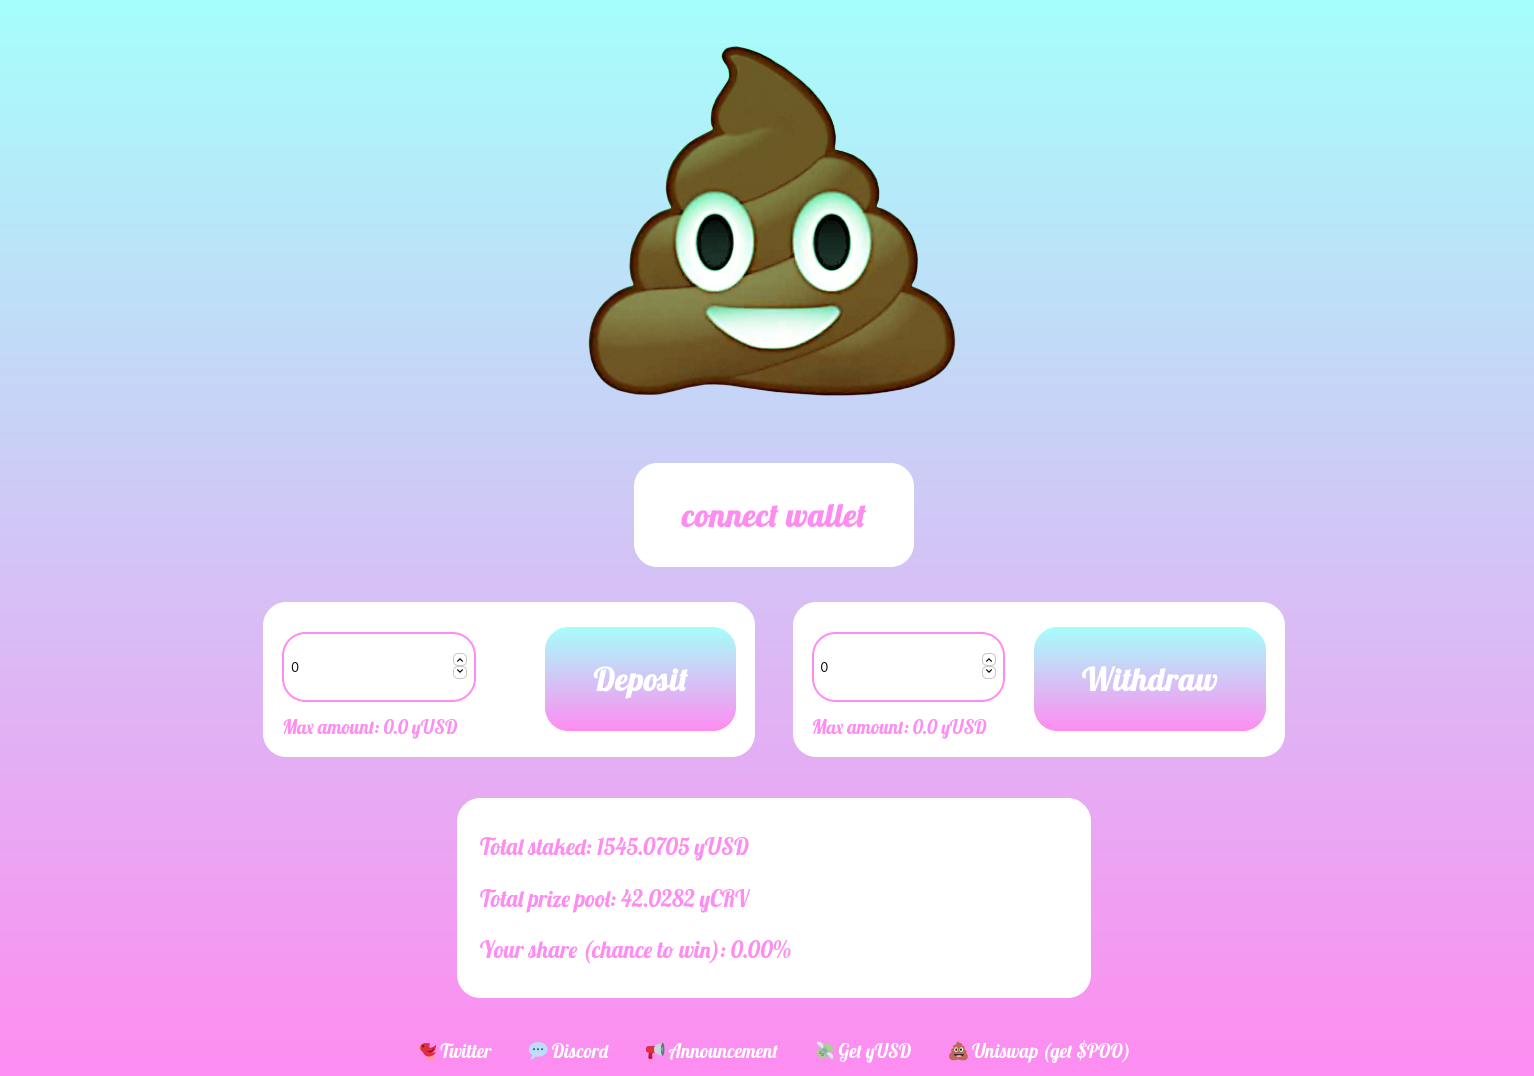 connect wallet
0
Deposit
Max amount: 0.0 yUSD
0
Withdraw
Max amount: 0.0 yUSD
Total staked: 1545.0705 yUSD
Total prize pool: 42.0282 yCRV
Your share (chance to win): 0.00%
Twitter
Discord
Announcement
Get yUSD
Uniswap (get $POO)